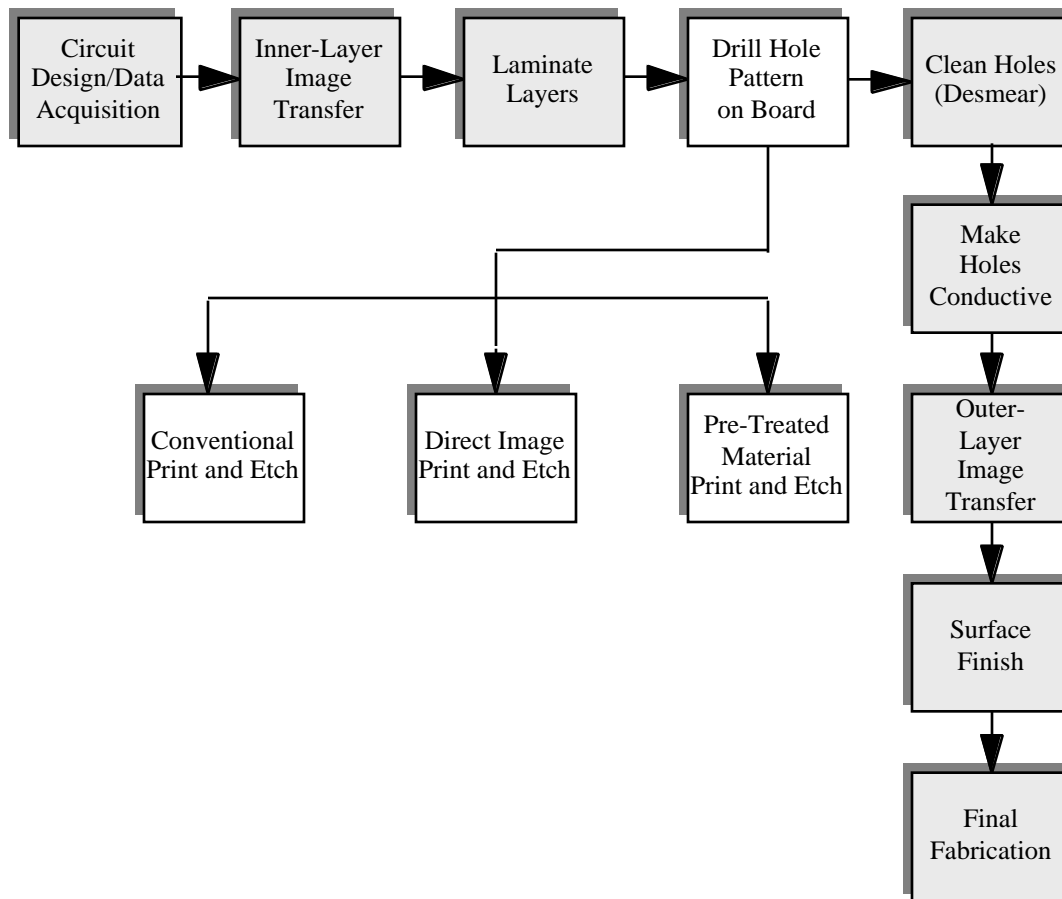 Circuit
Design/Data
Acquisition
Inner-Layer
Image
Transfer
Laminate
Layers
Drill Hole
Pattern
on Board
Clean Holes
(Desmear)
Make
Holes
Conductive
Conventional
Print and Etch
Direct Image
Print and Etch
Pre-Treated
Material
Print and Etch
Outer-
Layer
Image
Transfer
Surface
Finish
Final
Fabrication